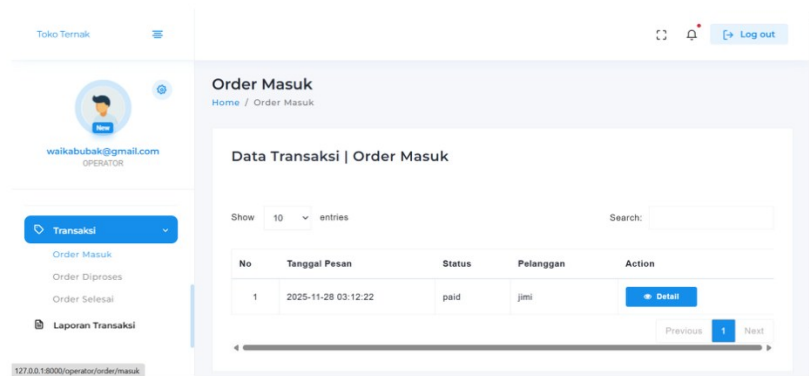 Toko Ternak
Log out
New
waikabubak@gmail.com
OPERATOR
Transaksi
Order Masuk
Order Diproses
Order Selesai
Laporan Transaksi
Order Masuk
Home / Order Masuk
Data Transaksi | Order Masuk
Show 10 entries Search:
No Tanggal Pesan Status Pelanggan Action
1 2025-11-28 03:12:22 paid jimi Detail
Previous 1 Next
127.0.0.1:8000/operator/order/masuk